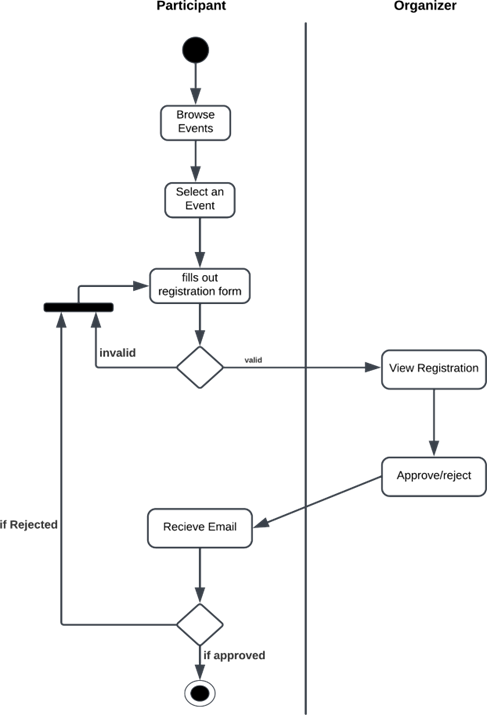 Participant
Organizer
Browse
Events
Select an
Event
fills out
registration form
invalid
valid
View Registration
Approve/reject
if Rejected
Recieve Email
if approved